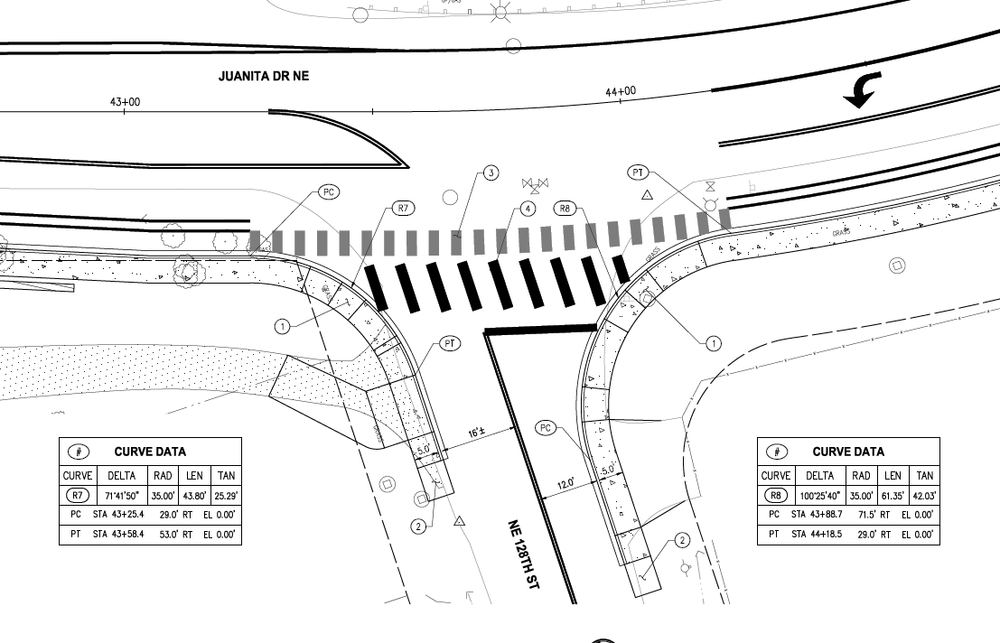 UP/GAS
JUANITA DR NE
43+00
44+00
3
PT
PC
R7
4
R8
GRASS
GRASS
GRASS
GRASS
1
PT
1
GRASS
16'±
5.0'
PC
5.0'
12.0'
2
NE 128TH ST
2
# CURVE DATA
CURVE DELTA RAD LEN TAN
R7 71°41'50" 35.00' 43.80' 25.29'
PC STA 43+25.4 29.0' RT EL 0.00'
PT STA 43+58.4 53.0' RT EL 0.00'
# CURVE DATA
CURVE DELTA RAD LEN TAN
R8 100°25'40" 35.00' 61.35' 42.03'
PC STA 43+88.7 71.5' RT EL 0.00'
PT STA 44+18.5 29.0' RT EL 0.00'